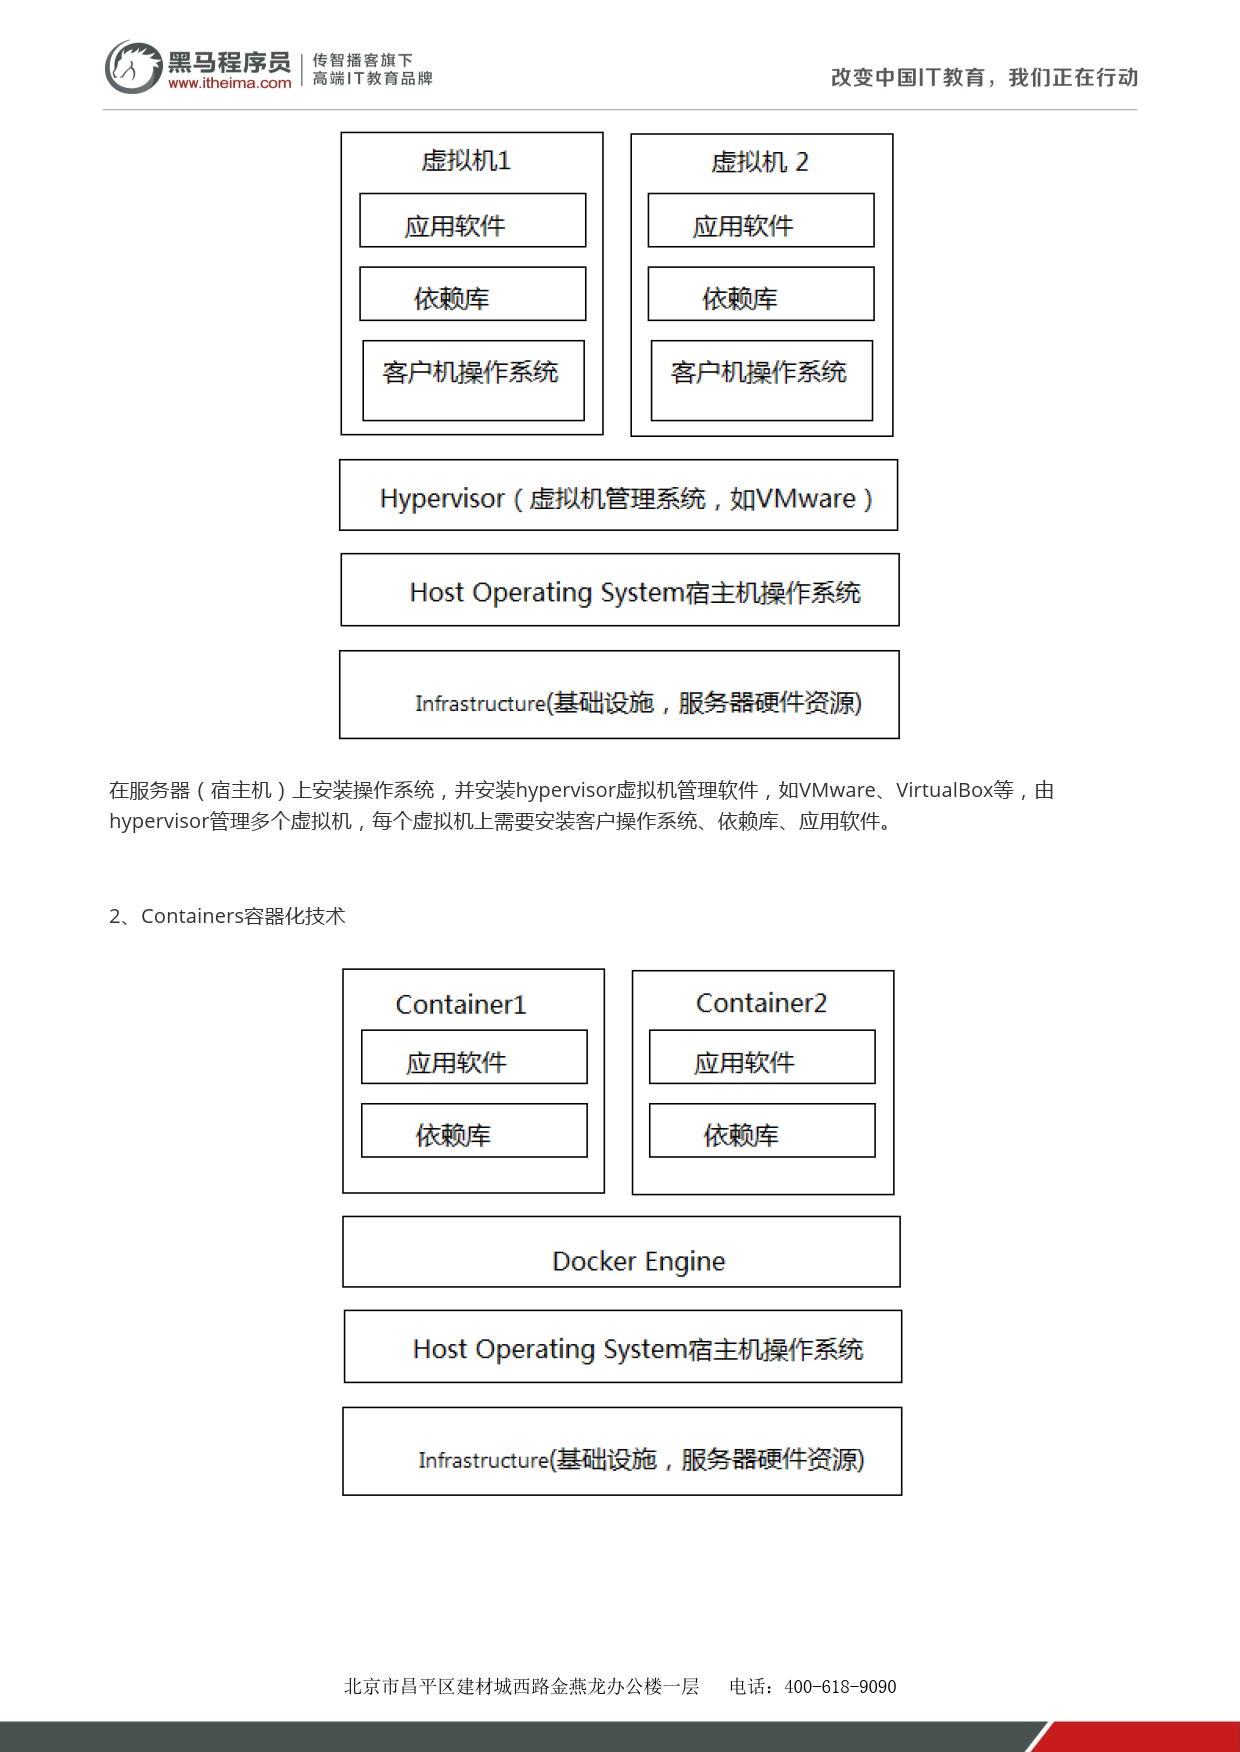 黑马程序员
www.itheima.com
传智播客旗下
高端IT教育品牌
改变中国IT教育，我们正在行动
虚拟机1
虚拟机 2
应用软件
应用软件
依赖库
依赖库
客户机操作系统
客户机操作系统
Hypervisor（虚拟机管理系统，如VMware）
Host Operating System宿主机操作系统
Infrastructure(基础设施，服务器硬件资源)
在服务器（宿主机）上安装操作系统，并安装hypervisor虚拟机管理软件，如VMware、VirtualBox等，由
hypervisor管理多个虚拟机，每个虚拟机上需要安装客户操作系统、依赖库、应用软件。
2、Containers容器化技术
Container1
Container2
应用软件
应用软件
依赖库
依赖库
Docker Engine
Host Operating System宿主机操作系统
Infrastructure(基础设施，服务器硬件资源)
北京市昌平区建材城西路金燕龙办公楼一层 电话：400-618-9090